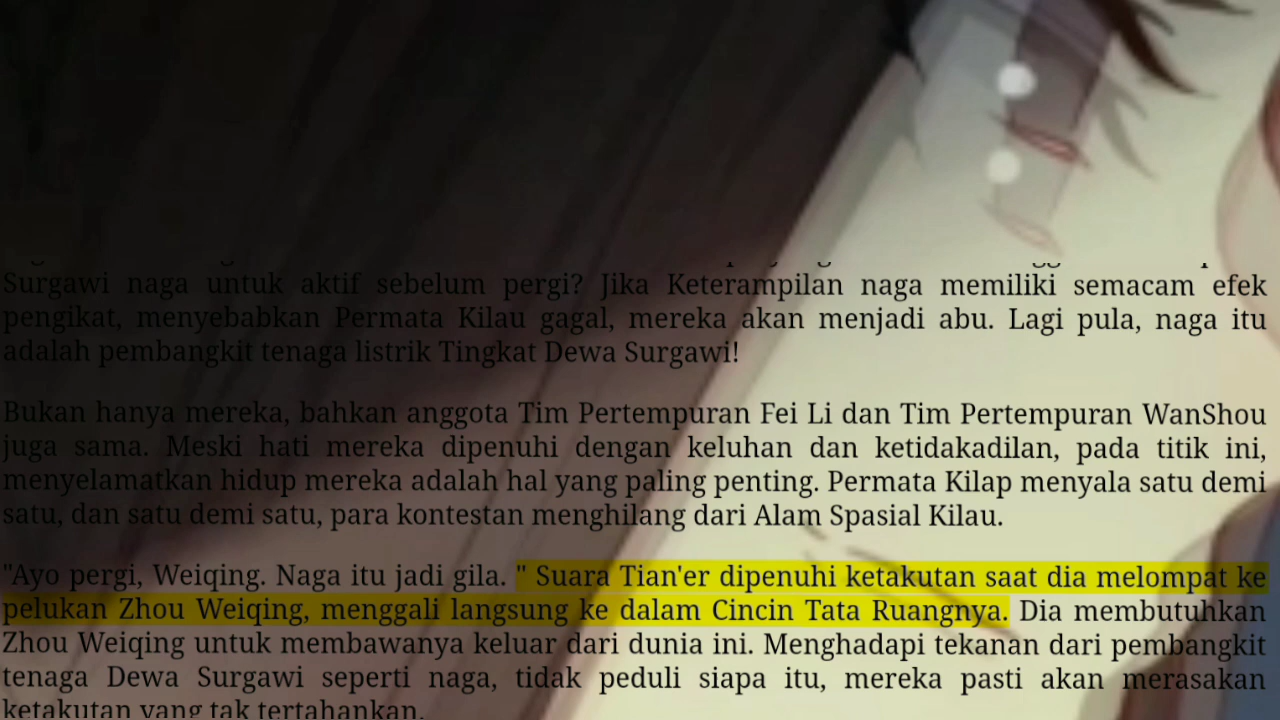 Surgawi naga untuk aktif sebelum pergi? Jika Keterampilan naga memiliki semacam efek
pengikat, menyebabkan Permata Kilau gagal, mereka akan menjadi abu. Lagi pula, naga itu
adalah pembangkit tenaga listrik Tingkat Dewa Surgawi!
Bukan hanya mereka, bahkan anggota Tim Pertempuran Fei Li dan Tim Pertempuran WanShou
juga sama. Meski hati mereka dipenuhi dengan keluhan dan ketidakadilan, pada titik ini,
menyelamatkan hidup mereka adalah hal yang paling penting. Permata Kilap menyala satu demi
satu, dan satu demi satu, para kontestan menghilang dari Alam Spasial Kilau.
"Ayo pergi, Weiqing. Naga itu jadi gila. " Suara Tian'er dipenuhi ketakutan saat dia melompat ke
pelukan Zhou Weiqing, menggali langsung ke dalam Cincin Tata Ruangnya. Dia membutuhkan
Zhou Weiqing untuk membawanya keluar dari dunia ini. Menghadapi tekanan dari pembangkit
tenaga Dewa Surgawi seperti naga, tidak peduli siapa itu, mereka pasti akan merasakan
ketakutan yang tak tertahankan.